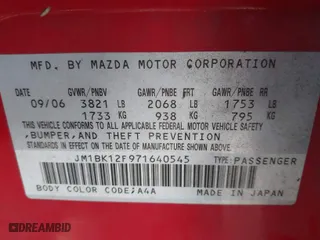 MFD. BY MAZDA MOTOR CORPORATION
DATE GVWR/PNBV GAWR/PNBE FRT GAWR/PNBE RR
09/06 3821 LB 2068 LB 1753 LB
1733 KG 938 KG 795 KG
THIS VEHICLE CONFORMS TO ALL APPLICABLE FEDERAL MOTOR VEHICLE SAFETY,
BUMPER, AND THEFT PREVENTION
STANDARDS IN EFFECT ON THE DATE OF MANUFACTURE SHOWN ABOVE.
JM1BK12F971640545 TYPE:PASSENGER
BODY COLOR CODE:A4A MADE IN JAPAN